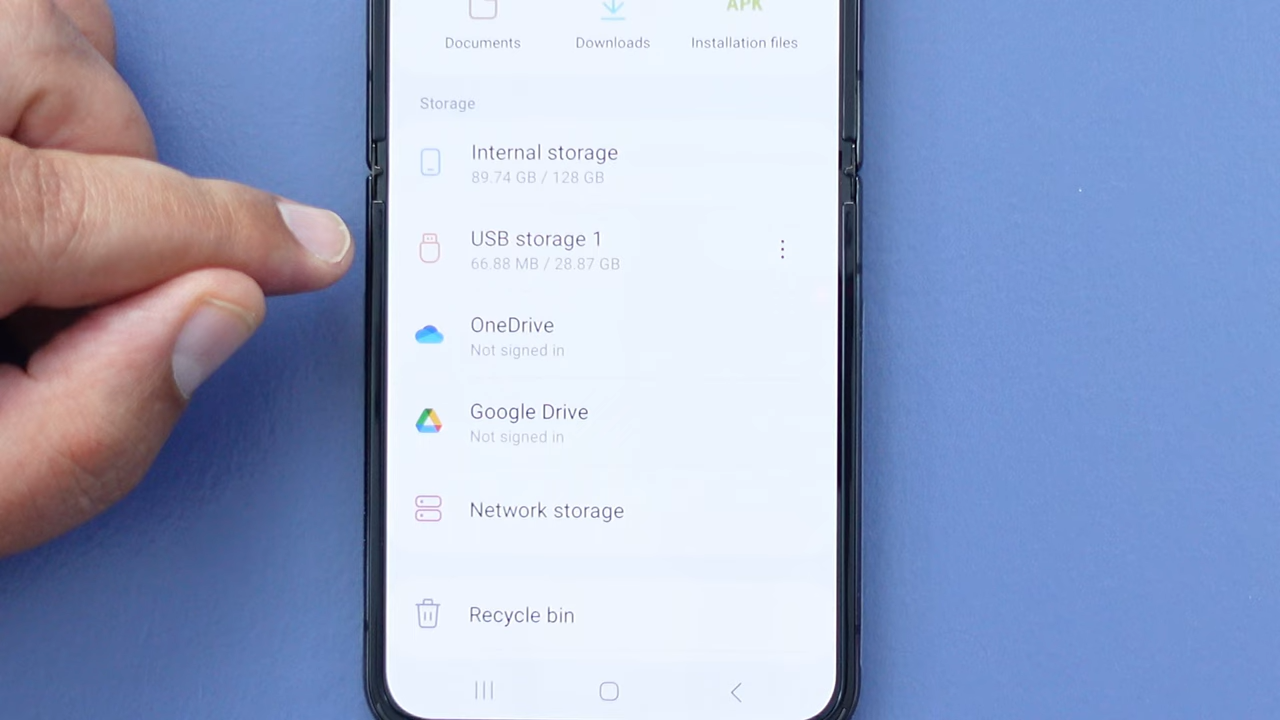 APK
Documents
Downloads
Installation files
Storage
Internal storage
89.74 GB / 128 GB
USB storage 1
66.88 MB / 28.87 GB
OneDrive
Not signed in
Google Drive
Not signed in
Network storage
Recycle bin